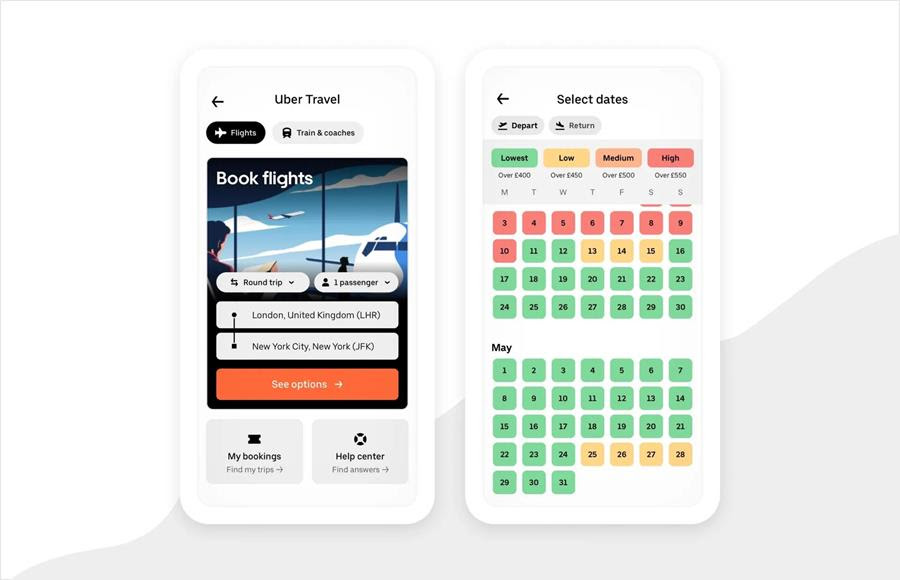 Uber Travel
Flights
Train & coaches
Book flights
Round trip
1 passenger
London, United Kingdom (LHR)
New York City, New York (JFK)
See options
My bookings
Find my trips
Help center
Find answers
Select dates
Depart
Return
Lowest Low Medium High
Over £400 Over £450 Over £500 Over £550
M T W T F S S
3 4 5 6 7 8 9
10 11 12 13 14 15 16
17 18 19 20 21 22 23
24 25 26 27 28 29 30
May
1 2 3 4 5 6 7
8 9 10 11 12 13 14
15 16 17 18 19 20 21
22 23 24 25 26 27 28
29 30 31